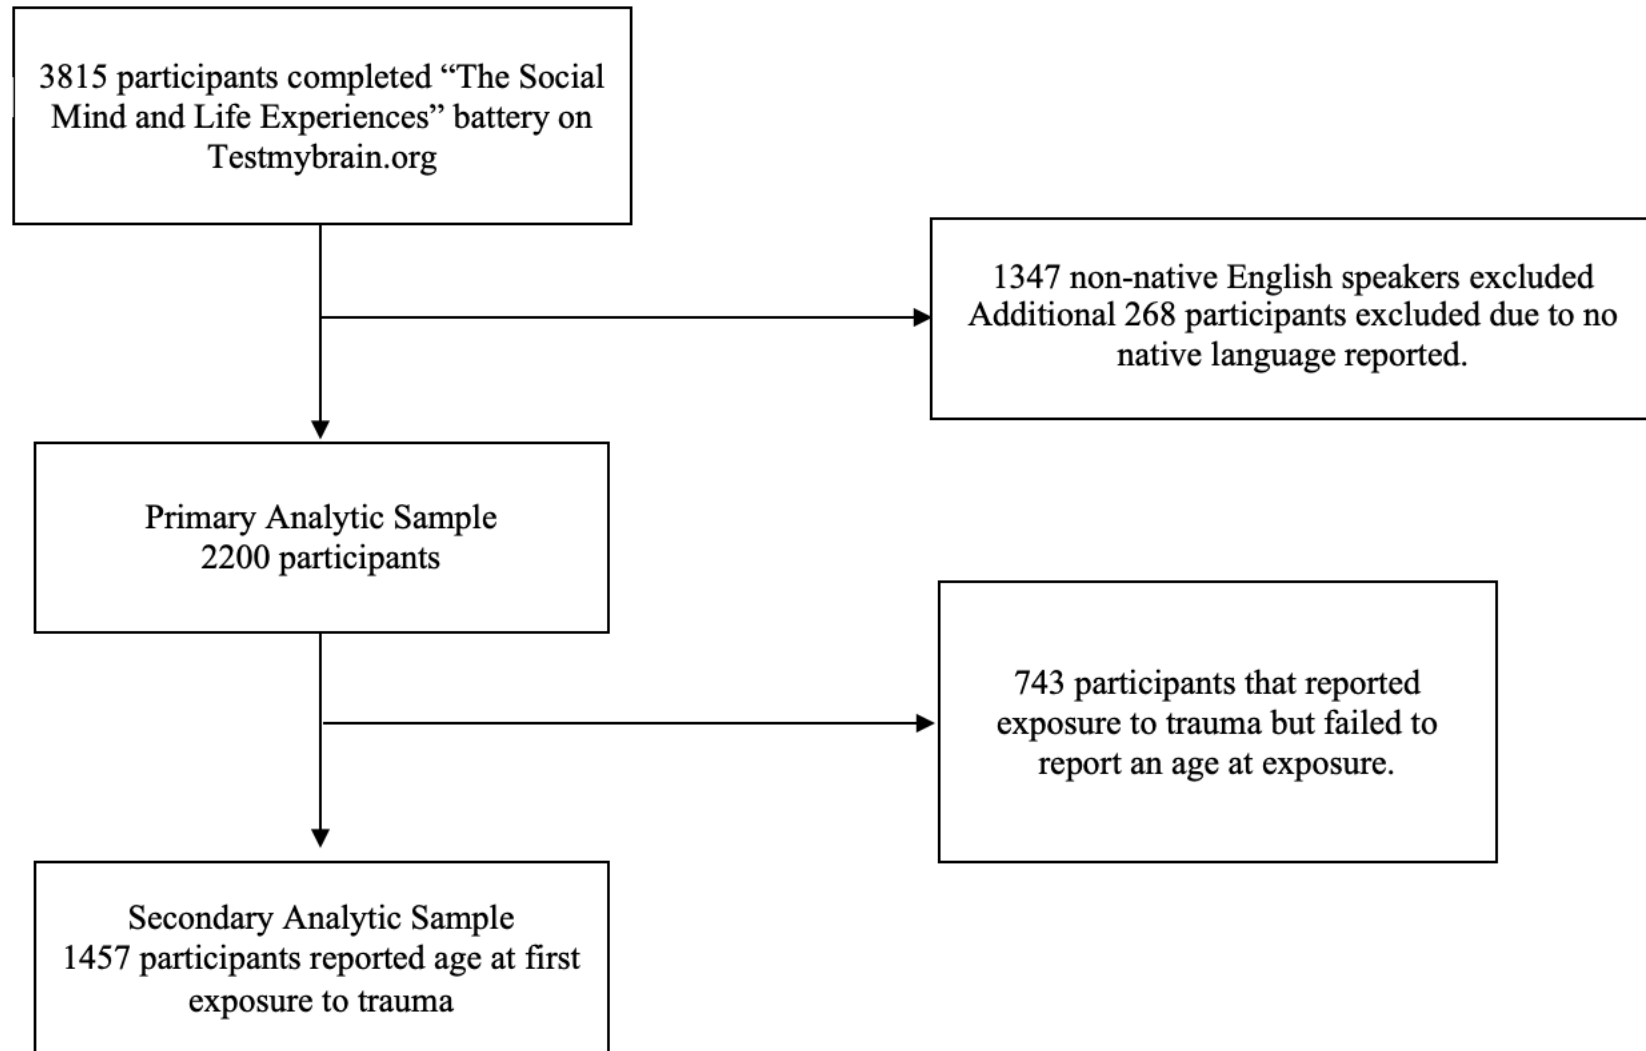 3815 participants completed “The Social
Mind and Life Experiences” battery on
Testmybrain.org
1347 non-native English speakers excluded
Additional 268 participants excluded due to no
native language reported.
Primary Analytic Sample
2200 participants
743 participants that reported
exposure to trauma but failed to
report an age at exposure.
Secondary Analytic Sample
1457 participants reported age at first
exposure to trauma